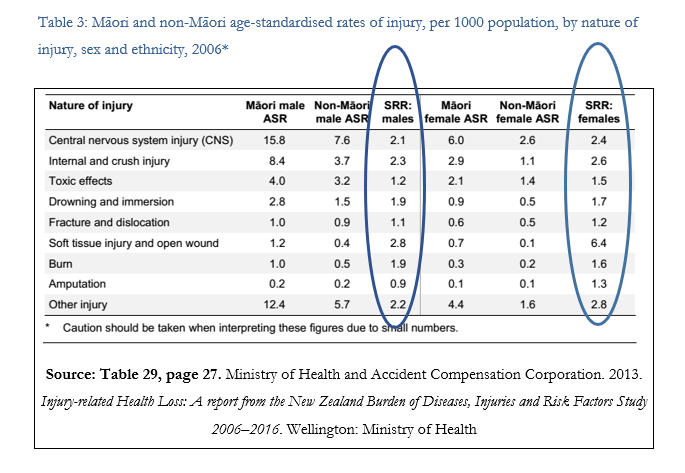 Table 3: Māori and non-Māori age-standardised rates of injury, per 1000 population, by nature of
injury, sex and ethnicity, 2006*
Nature of injury Māori male ASR Non-Māori male ASR SRR: males Māori female ASR Non-Māori female ASR SRR: females
Central nervous system injury (CNS) 15.8 7.6 2.1 6.0 2.6 2.4
Internal and crush injury 8.4 3.7 2.3 2.9 1.1 2.6
Toxic effects 4.0 3.2 1.2 2.1 1.4 1.5
Drowning and immersion 2.8 1.5 1.9 0.9 0.5 1.7
Fracture and dislocation 1.0 0.9 1.1 0.6 0.5 1.2
Soft tissue injury and open wound 1.2 0.4 2.8 0.7 0.1 6.4
Burn 1.0 0.5 1.9 0.3 0.2 1.6
Amputation 0.2 0.2 0.9 0.1 0.1 1.3
Other injury 12.4 5.7 2.2 4.4 1.6 2.8
* Caution should be taken when interpreting these figures due to small numbers.
Source: Table 29, page 27. Ministry of Health and Accident Compensation Corporation. 2013.
Injury-related Health Loss: A report from the New Zealand Burden of Diseases, Injuries and Risk Factors Study
2006–2016. Wellington: Ministry of Health